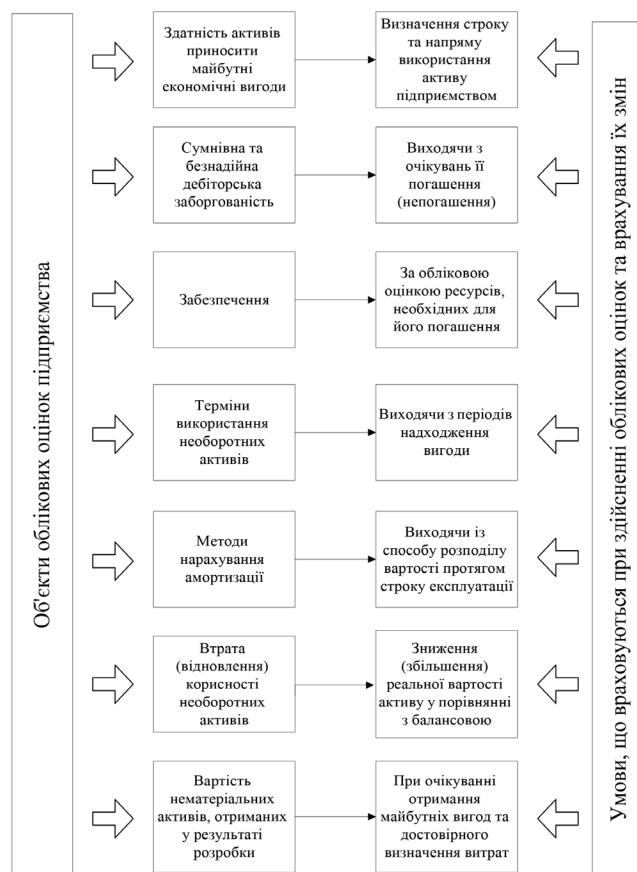 Об'єкти облікових оцінок підприємства
Здатність активів
приносити
майбутні
економічні вигоди
Визначення строку
та напряму
використання
активу
підприємством
Сумнівна та
безнадійна
дебіторська
заборгованість
Виходячи з
очікувань її
погашення
(непогашення)
Забезпечення
За обліковою
оцінкою ресурсів,
необхідних для
його погашення
Терміни
використання
необоротних
активів
Виходячи з періодів
надходження
вигоди
Методи
нарахування
амортизації
Виходячи із
способу розподілу
вартості протягом
строку експлуатації
Втрата
(відновлення)
корисності
необоротних
активів
Зниження
(збільшення)
реальної вартості
активу у порівнянні
з балансовою
Вартість
нематеріальних
активів, отриманих
у результаті
розробки
При очікуванні
отримання
майбутніх вигод та
достовірного
визначення витрат
Умови, що враховуються при здійсненні облікових оцінок та врахування їх змін